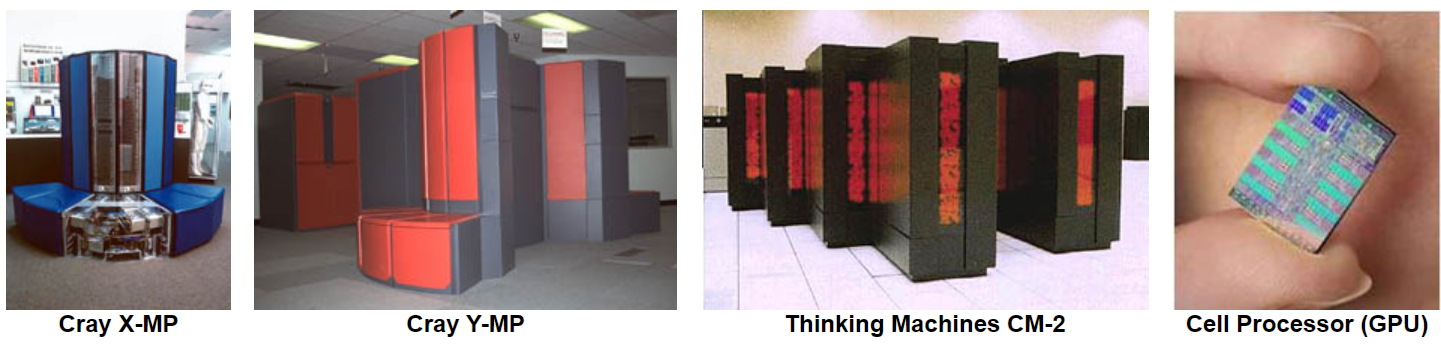 Cray X-MP
Cray Y-MP
Thinking Machines CM-2
Cell Processor (GPU)